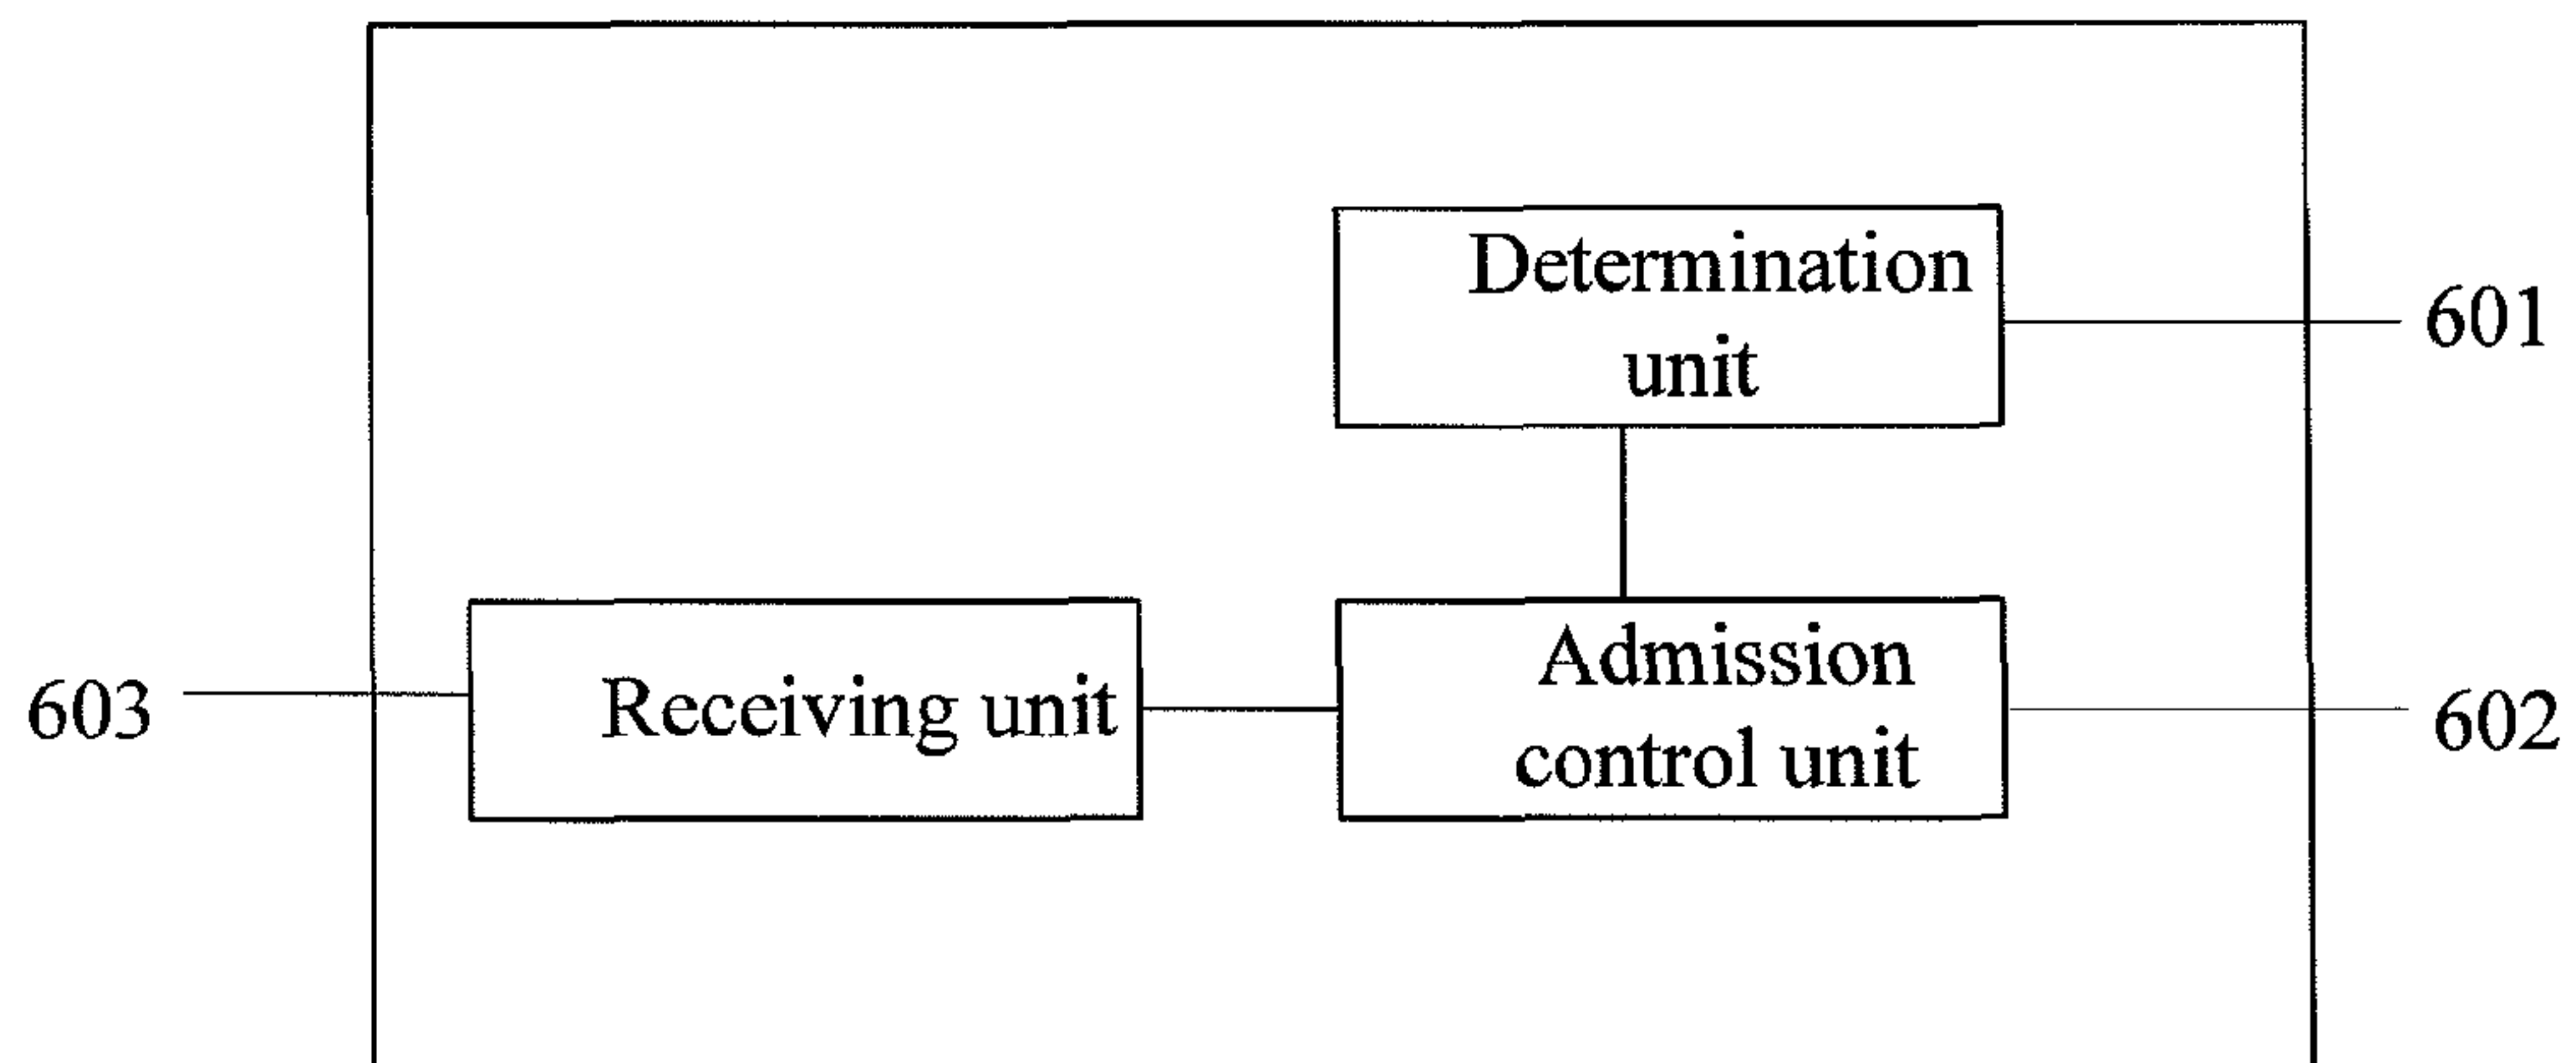 Determination
unit
601
Admission
control unit
602
603
Receiving unit